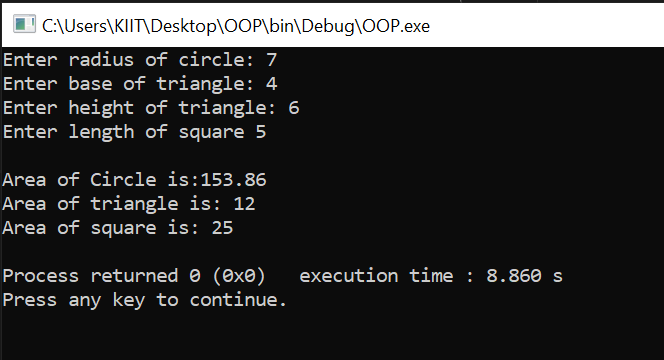 C:\Users\KIIT\Desktop\OOP\bin\Debug\OOP.exe
Enter radius of circle: 7
Enter base of triangle: 4
Enter height of triangle: 6
Enter length of square 5
Area of Circle is:153.86
Area of triangle is: 12
Area of square is: 25
Process returned 0 (0x0)   execution time : 8.860 s
Press any key to continue.